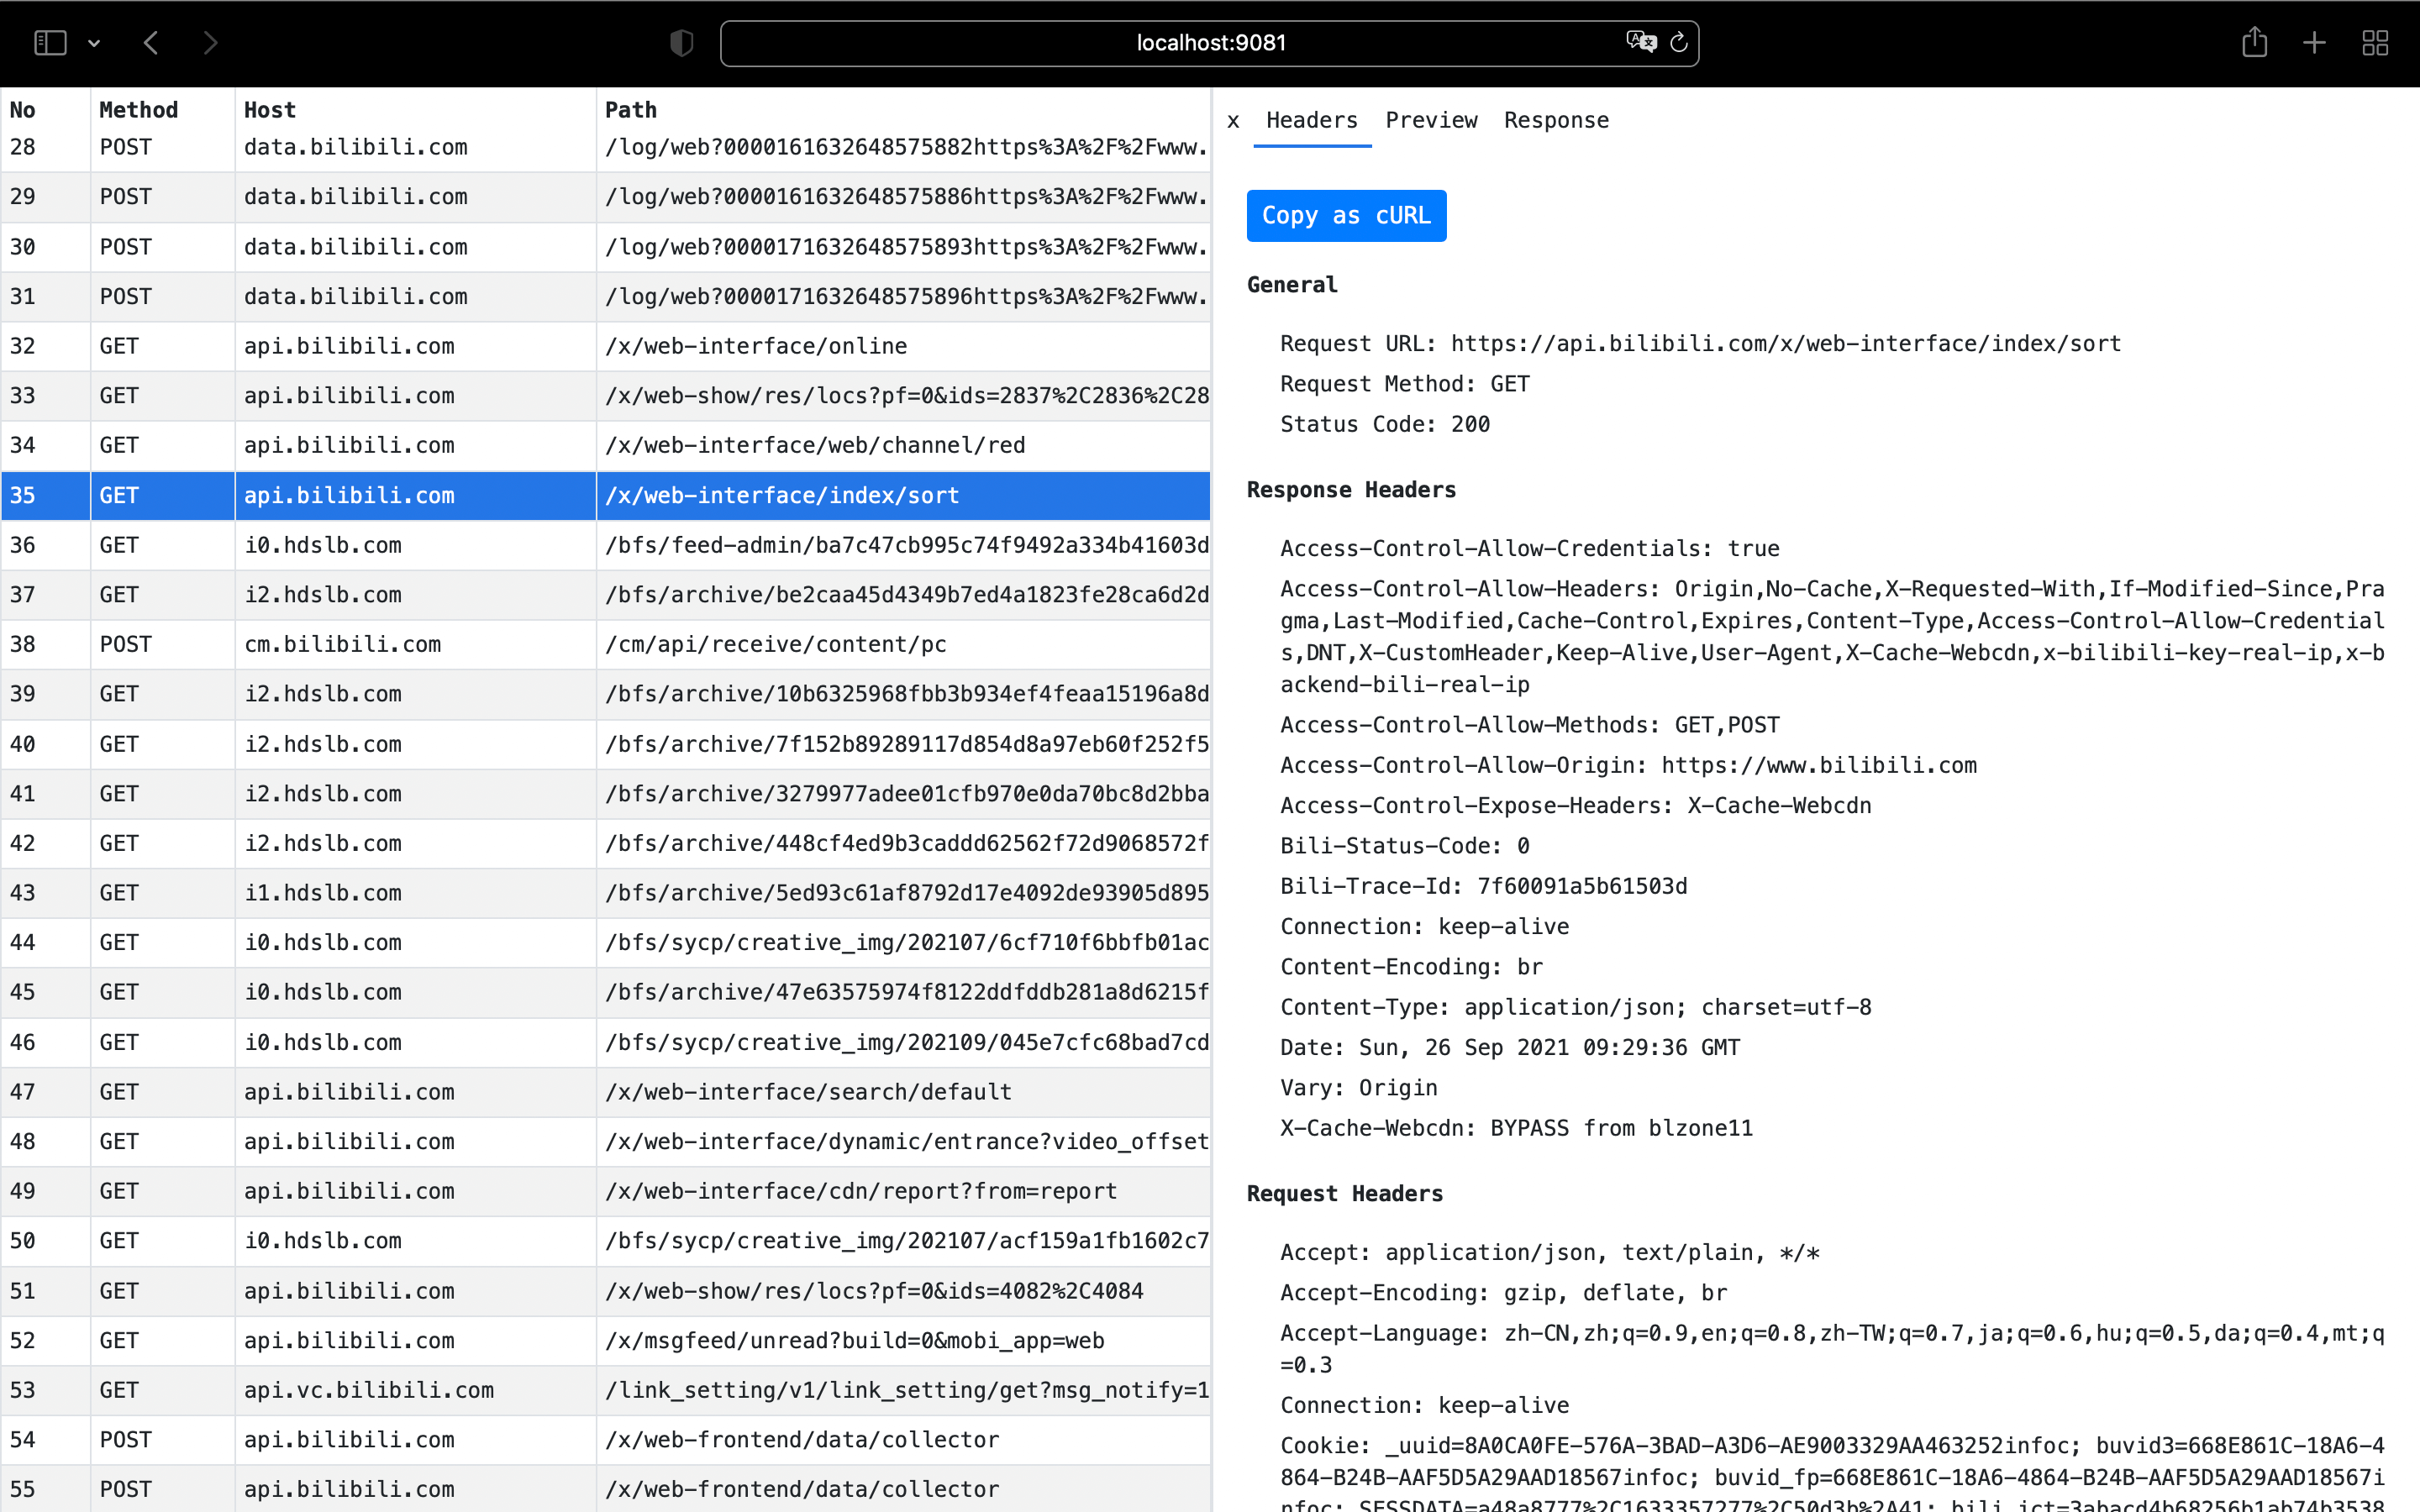 localhost:9081
No Method Host Path
28 POST data.bilibili.com /log/web?0000161632648575882https%3A%2F%2Fwww.
29 POST data.bilibili.com /log/web?0000161632648575886https%3A%2F%2Fwww.
30 POST data.bilibili.com /log/web?0000171632648575893https%3A%2F%2Fwww.
31 POST data.bilibili.com /log/web?0000171632648575896https%3A%2F%2Fwww.
32 GET api.bilibili.com /x/web-interface/online
33 GET api.bilibili.com /x/web-show/res/locs?pf=0&ids=2837%2C2836%2C28
34 GET api.bilibili.com /x/web-interface/web/channel/red
35 GET api.bilibili.com /x/web-interface/index/sort
36 GET i0.hdslb.com /bfs/feed-admin/ba7c47cb995c74f9492a334b41603d
37 GET i2.hdslb.com /bfs/archive/be2caa45d4349b7ed4a1823fe28ca6d2d
38 POST cm.bilibili.com /cm/api/receive/content/pc
39 GET i2.hdslb.com /bfs/archive/10b6325968fbb3b934ef4feaa15196a8d
40 GET i2.hdslb.com /bfs/archive/7f152b89289117d854d8a97eb60f252f5
41 GET i2.hdslb.com /bfs/archive/3279977adee01cfb970e0da70bc8d2bba
42 GET i2.hdslb.com /bfs/archive/448cf4ed9b3caddd62562f72d9068572f
43 GET i1.hdslb.com /bfs/archive/5ed93c61af8792d17e4092de93905d895
44 GET i0.hdslb.com /bfs/sycp/creative_img/202107/6cf710f6bbfb01ac
45 GET i0.hdslb.com /bfs/archive/47e63575974f8122ddfddb281a8d6215f
46 GET i0.hdslb.com /bfs/sycp/creative_img/202109/045e7cfc68bad7cd
47 GET api.bilibili.com /x/web-interface/search/default
48 GET api.bilibili.com /x/web-interface/dynamic/entrance?video_offset
49 GET api.bilibili.com /x/web-interface/cdn/report?from=report
50 GET i0.hdslb.com /bfs/sycp/creative_img/202107/acf159a1fb1602c7
51 GET api.bilibili.com /x/web-show/res/locs?pf=0&ids=4082%2C4084
52 GET api.bilibili.com /x/msgfeed/unread?build=0&mobi_app=web
53 GET api.vc.bilibili.com /link_setting/v1/link_setting/get?msg_notify=1
54 POST api.bilibili.com /x/web-frontend/data/collector
55 POST api.bilibili.com /x/web-frontend/data/collector
x Headers Preview Response
Copy as cURL
General
Request URL: https://api.bilibili.com/x/web-interface/index/sort
Request Method: GET
Status Code: 200
Response Headers
Access-Control-Allow-Credentials: true
Access-Control-Allow-Headers: Origin,No-Cache,X-Requested-With,If-Modified-Since,Pra
gma,Last-Modified,Cache-Control,Expires,Content-Type,Access-Control-Allow-Credential
s,DNT,X-CustomHeader,Keep-Alive,User-Agent,X-Cache-Webcdn,x-bilibili-key-real-ip,x-b
ackend-bili-real-ip
Access-Control-Allow-Methods: GET,POST
Access-Control-Allow-Origin: https://www.bilibili.com
Access-Control-Expose-Headers: X-Cache-Webcdn
Bili-Status-Code: 0
Bili-Trace-Id: 7f60091a5b61503d
Connection: keep-alive
Content-Encoding: br
Content-Type: application/json; charset=utf-8
Date: Sun, 26 Sep 2021 09:29:36 GMT
Vary: Origin
X-Cache-Webcdn: BYPASS from blzone11
Request Headers
Accept: application/json, text/plain, */*
Accept-Encoding: gzip, deflate, br
Accept-Language: zh-CN,zh;q=0.9,en;q=0.8,zh-TW;q=0.7,ja;q=0.6,hu;q=0.5,da;q=0.4,mt;q
=0.3
Connection: keep-alive
Cookie: _uuid=8A0CA0FE-576A-3BAD-A3D6-AE9003329AA463252infoc; buvid3=668E861C-18A6-4
864-B24B-AAF5D5A29AAD18567infoc; buvid_fp=668E861C-18A6-4864-B24B-AAF5D5A29AAD18567i
nfoc; SESSDATA=a48a8777%2C1633357277%2C50d3b%2A41; bili_jct=3abacd4b68256b1ab74b3538